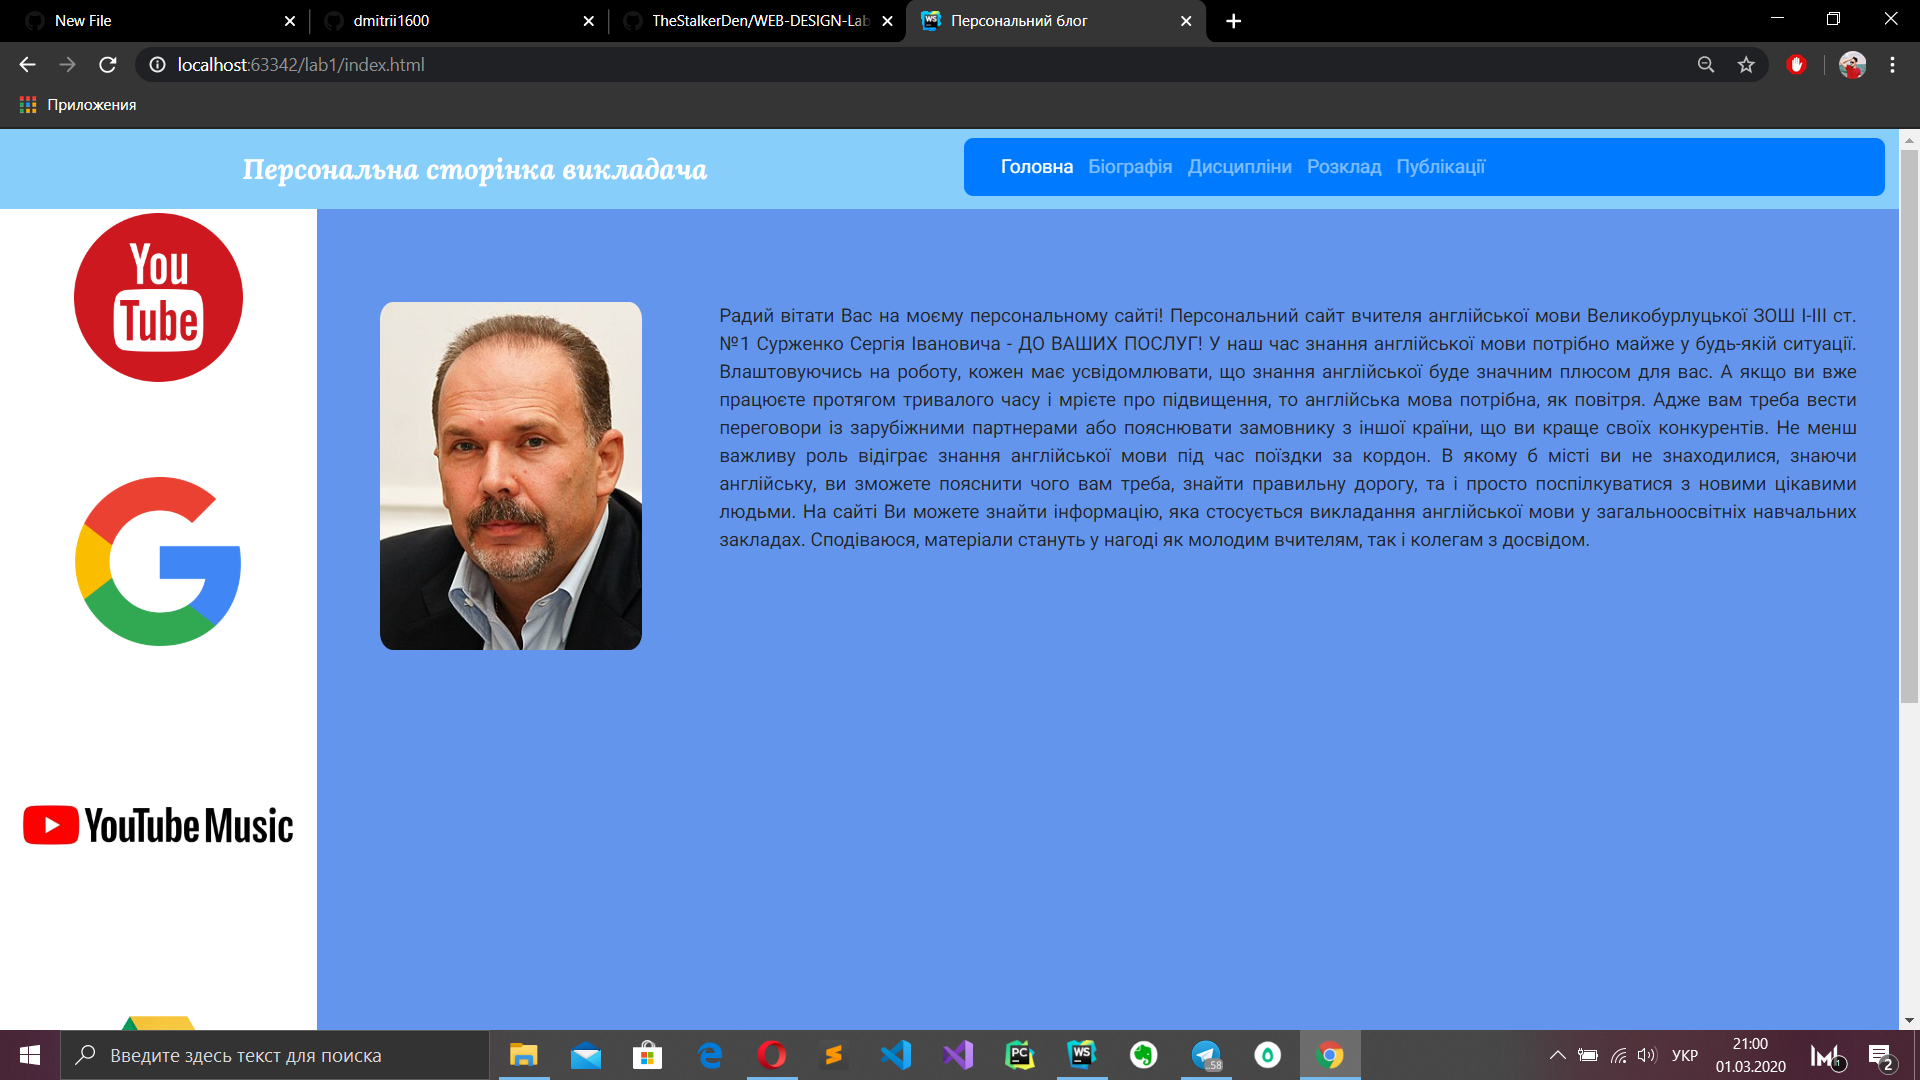 New File
dmitrii1600
TheStalkerDen/WEB-DESIGN-Lab
Персональний блог
localhost:63342/lab1/index.html
Приложения
Персональна сторінка викладача
Головна Біографія Дисципліни Розклад Публікації
You
Tube
Радий вітати Вас на моєму персональному сайті! Персональний сайт вчителя англійської мови Великобурлуцької ЗОШ І-ІІІ ст.
№1 Сурженко Сергія Івановича - ДО ВАШИХ ПОСЛУГ! У наш час знання англійської мови потрібно майже у будь-якій ситуації.
Влаштовуючись на роботу, кожен має усвідомлювати, що знання англійської буде значним плюсом для вас. А якщо ви вже
працюєте протягом тривалого часу і мрієте про підвищення, то англійська мова потрібна, як повітря. Адже вам треба вести
переговори із зарубіжними партнерами або пояснювати замовнику з іншої країни, що ви краще своїх конкурентів. Не менш
важливу роль відіграє знання англійської мови під час поїздки за кордон. В якому б місті ви не знаходилися, знаючи
англійську, ви зможете пояснити чого вам треба, знайти правильну дорогу, та і просто поспілкуватися з новими цікавими
людьми. На сайті Ви можете знайти інформацію, яка стосується викладання англійської мови у загальноосвітніх навчальних
закладах. Сподіваюся, матеріали стануть у нагоді як молодим вчителям, так і колегам з досвідом.
YouTube Music
Введите здесь текст для поиска
PC
WS
..58
УКР
21:00
01.03.2020
1
2